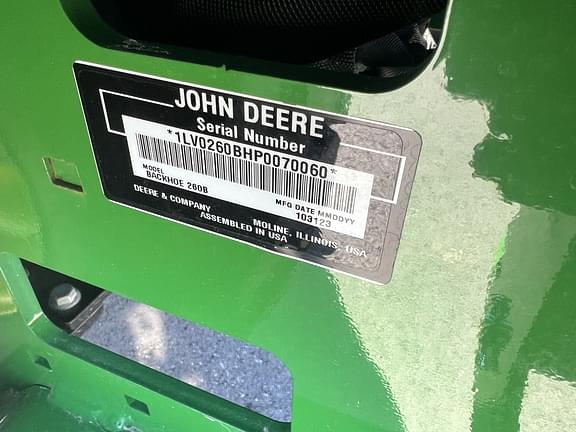 JOHN DEERE
Serial Number
*1LV0260BHP0070060*
MODEL
BACKHOE 260B
MFG DATE MMDDYY
103123
DEERE & COMPANY
MOLINE, ILLINOIS, USA
ASSEMBLED IN USA